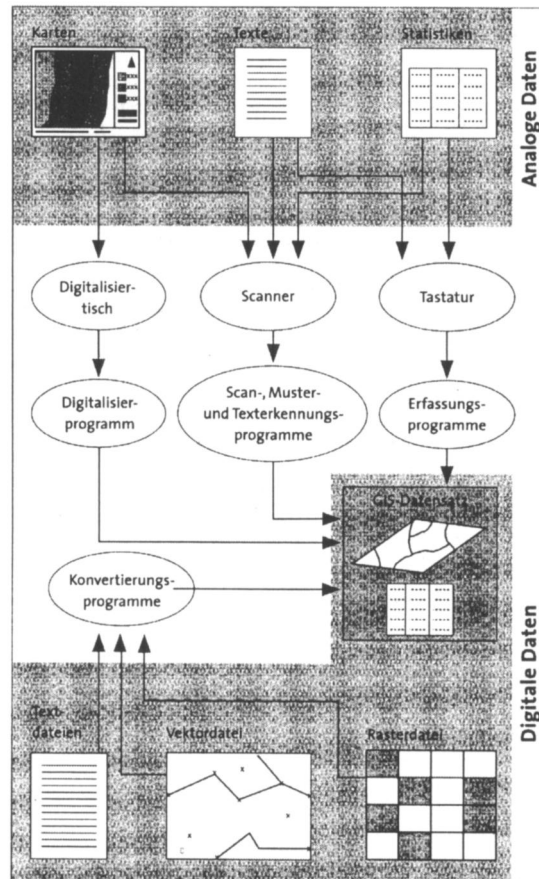 Karten
Texte
Statistiken
Analoge Daten
Digitalisier-
tisch
Scanner
Tastatur
Digitalisier-
programm
Scan-, Muster-
und Texterkennungs-
programme
Erfassungs-
programme
GIS-Datensatz
Konvertierungs-
programme
Digitale Daten
Text-
dateien
Vektordatei
Rasterdatei